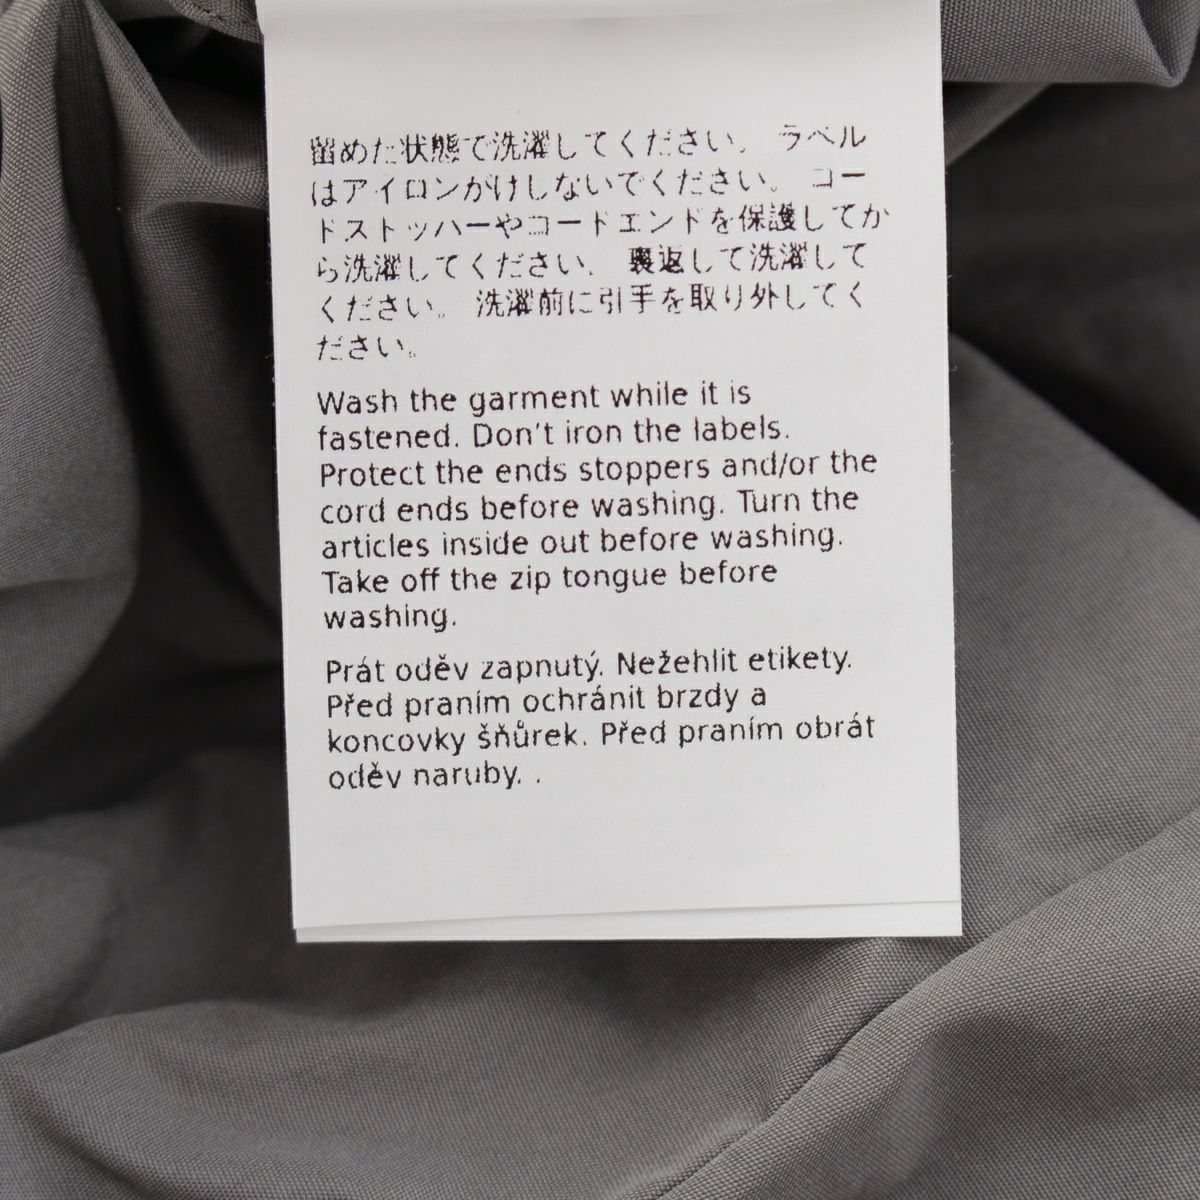 留めた状態で洗濯してください。 ラベル
はアイロンがけしないでください。 コー
ドストッパーやコードエンドを保護してか
ら洗濯してください。 裏返して洗濯して
ください。 洗濯前に引手を取り外してく
ださい。
Wash the garment while it is
fastened. Don't iron the labels.
Protect the ends stoppers and/or the
cord ends before washing. Turn the
articles inside out before washing.
Take off the zip tongue before
washing.
Prát oděv zapnutý. Nežehlit etikety.
Před praním ochránit brzdy a
koncovky šňůrek. Před praním obrát
oděv naruby. .